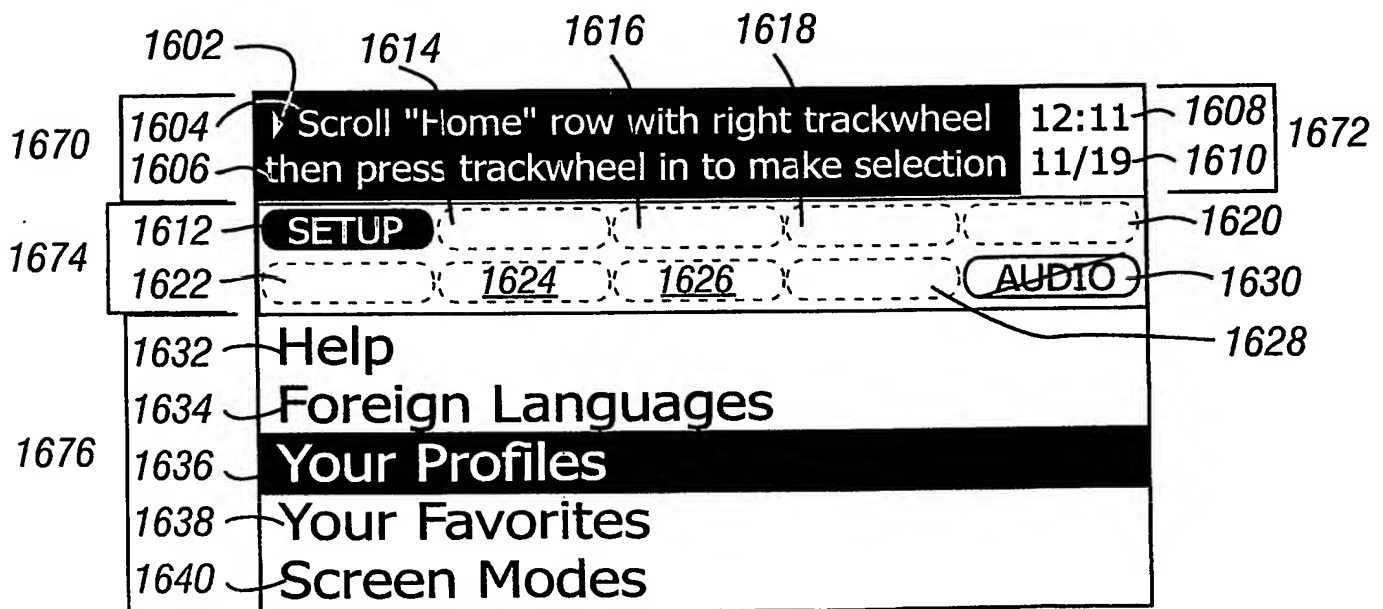 1602 1614 1616 1618
1670 1604 Scroll "Home" row with right trackwheel 12:11 1608 1672
1606 then press trackwheel in to make selection 11/19 1610
1674 1612 SETUP 1620
1622 1624 1626 AUDIO 1630
1632 Help 1628
1634 Foreign Languages
1676 1636 Your Profiles
1638 Your Favorites
1640 Screen Modes